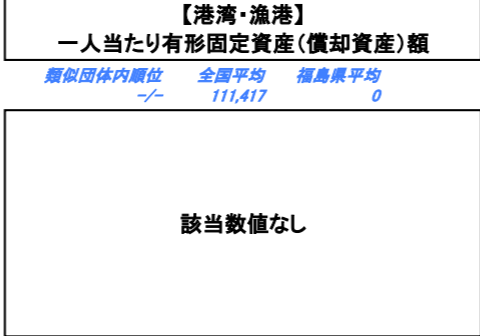 【港湾・漁港】
一人当たり有形固定資産(償却資産)額
類似団体内順位 全国平均 福島県平均
-/- 111,417 0
該当数値なし